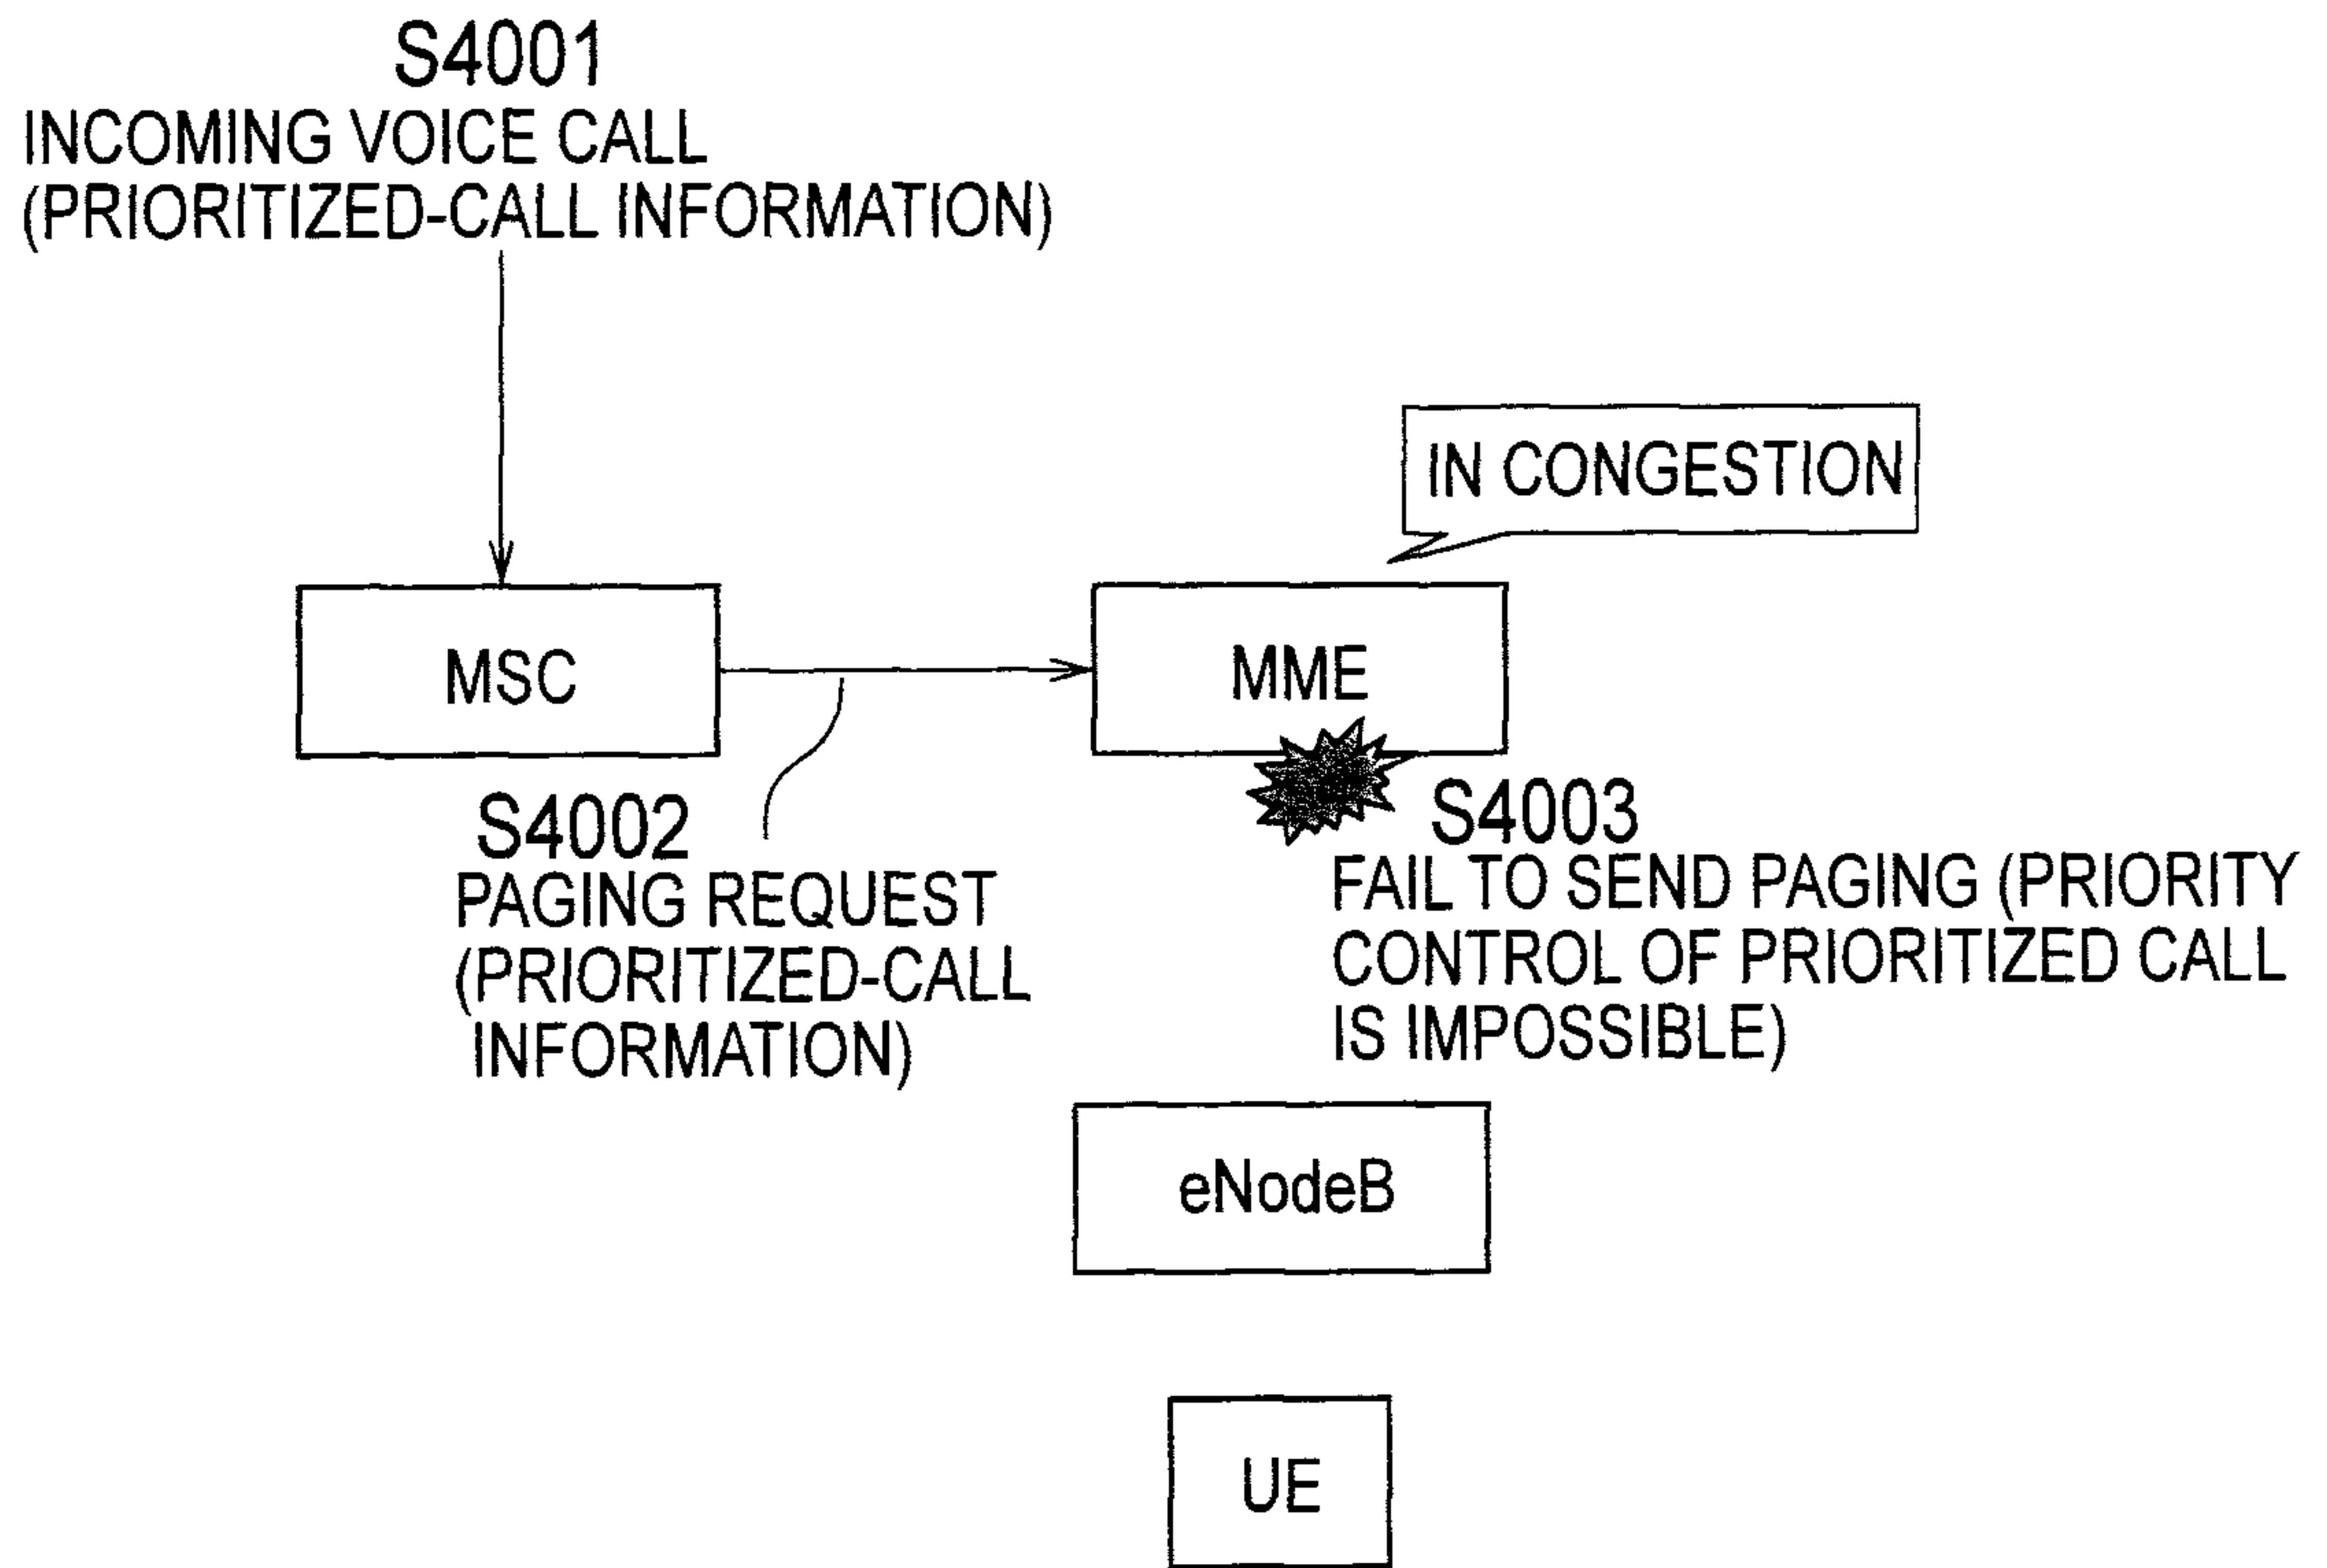 S4001
INCOMING VOICE CALL
(PRIORITIZED-CALL INFORMATION)
IN CONGESTION
MSC
MME
S4002
PAGING REQUEST
(PRIORITIZED-CALL
INFORMATION)
S4003
FAIL TO SEND PAGING (PRIORITY
CONTROL OF PRIORITIZED CALL
IS IMPOSSIBLE)
eNodeB
UE